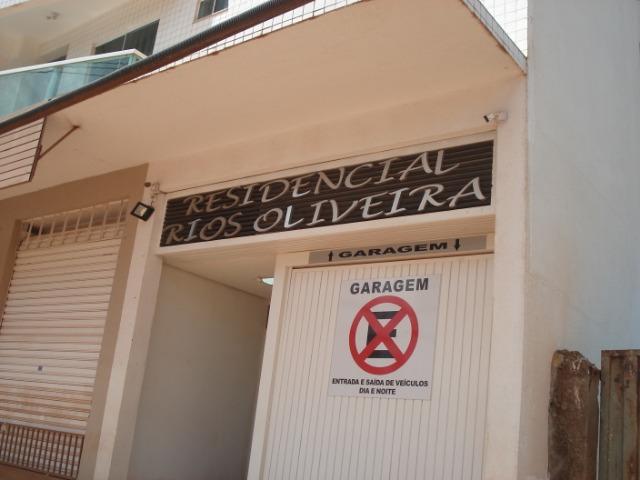 RESIDENCIAL
RIOS OLIVEIRA
GARAGEM
GARAGEM
E
ENTRADA E SAÍDA DE VEÍCULOS
DIA E NOITE